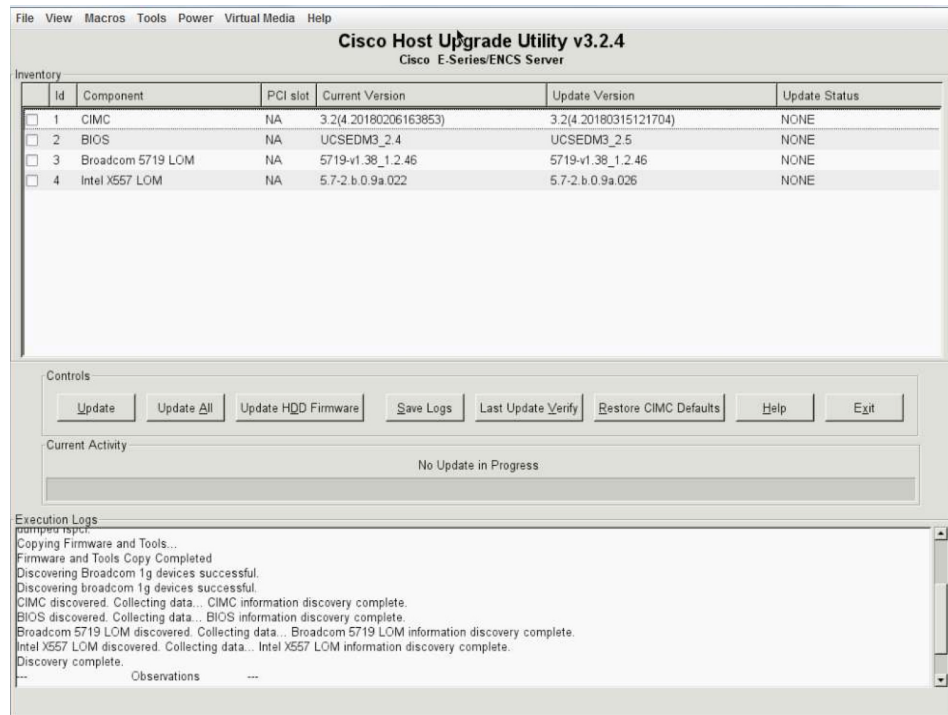 File View Macros Tools Power Virtual Media Help
Cisco Host Upgrade Utility v3.2.4
Cisco E-Series/ENCS Server
Inventory
Id Component PCI slot Current Version Update Version Update Status
1 CIMC NA 3.2(4.20180206163853) 3.2(4.20180315121704) NONE
2 BIOS NA UCSEDM3_2.4 UCSEDM3_2.5 NONE
3 Broadcom 5719 LOM NA 5719-v1.38_1.2.46 5719-v1.38_1.2.46 NONE
4 Intel X557 LOM NA 5.7-2.b.0.9a.022 5.7-2.b.0.9a.026 NONE
Controls
Update Update All Update HDD Firmware Save Logs Last Update Verify Restore CIMC Defaults Help Exit
Current Activity
No Update in Progress
Execution Logs
dumped lspci.
Copying Firmware and Tools...
Firmware and Tools Copy Completed
Discovering Broadcom 1g devices successful.
Discovering broadcom 1g devices successful.
CIMC discovered. Collecting data... CIMC information discovery complete.
BIOS discovered. Collecting data... BIOS information discovery complete.
Broadcom 5719 LOM discovered. Collecting data... Broadcom 5719 LOM information discovery complete.
Intel X557 LOM discovered. Collecting data... Intel X557 LOM information discovery complete.
Discovery complete.
--- Observations ---